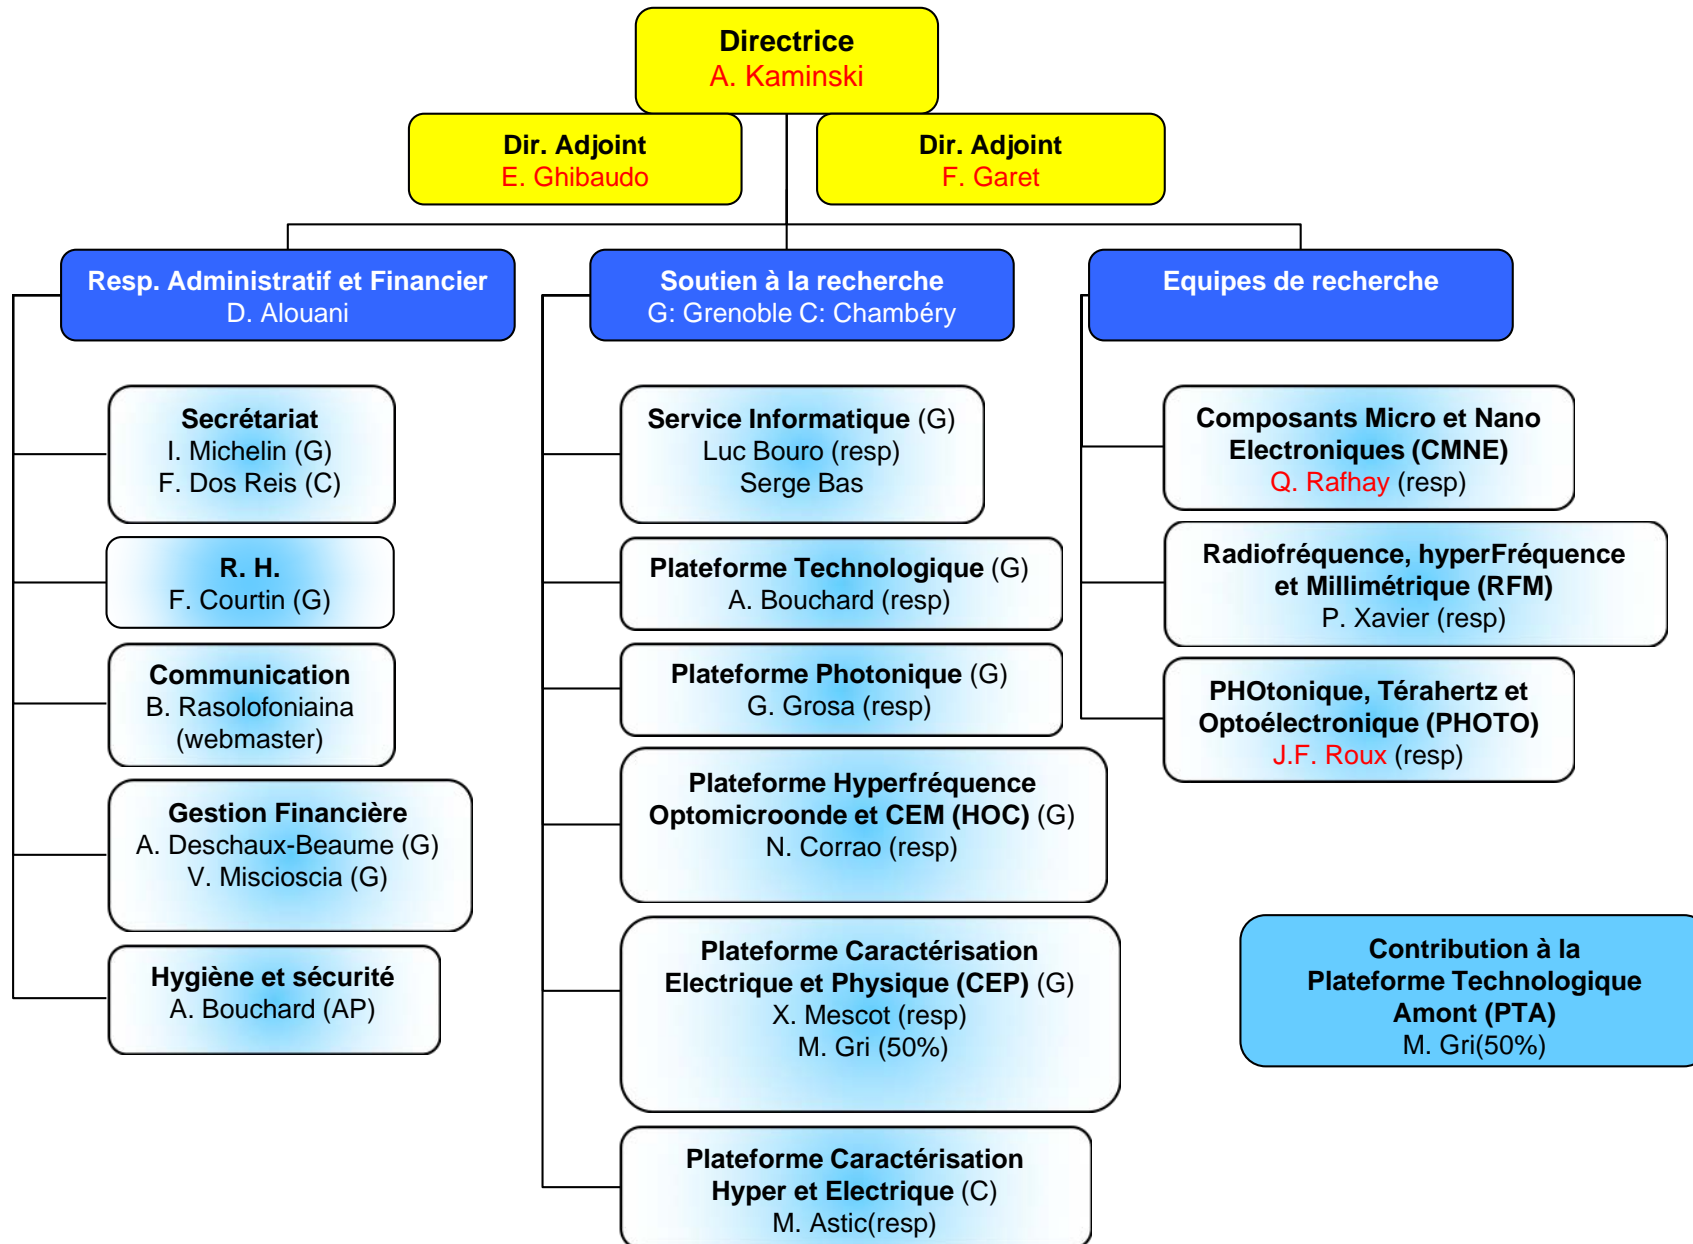 Directrice
A. Kaminski
Dir. Adjoint
E. Ghibaudo
Dir. Adjoint
F. Garet
Resp. Administratif et Financier
D. Alouani
Soutien à la recherche
G: Grenoble C: Chambéry
Equipes de recherche
Secrétariat
I. Michelin (G)
F. Dos Reis (C)
R. H.
F. Courtin (G)
Communication
B. Rasolofoniaina
(webmaster)
Gestion Financière
A. Deschaux-Beaume (G)
V. Miscioscia (G)
Hygiène et sécurité
A. Bouchard (AP)
Service Informatique (G)
Luc Bouro (resp)
Serge Bas
Plateforme Technologique (G)
A. Bouchard (resp)
Plateforme Photonique (G)
G. Grosa (resp)
Plateforme Hyperfréquence
Optomicroonde et CEM (HOC) (G)
N. Corrao (resp)
Plateforme Caractérisation
Electrique et Physique (CEP) (G)
X. Mescot (resp)
M. Gri (50%)
Plateforme Caractérisation
Hyper et Electrique (C)
M. Astic(resp)
Composants Micro et Nano
Electroniques (CMNE)
Q. Rafhay (resp)
Radiofréquence, hyperFréquence
et Millimétrique (RFM)
P. Xavier (resp)
PHOtonique, Térahertz et
Optoélectronique (PHOTO)
J.F. Roux (resp)
Contribution à la
Plateforme Technologique
Amont (PTA)
M. Gri(50%)